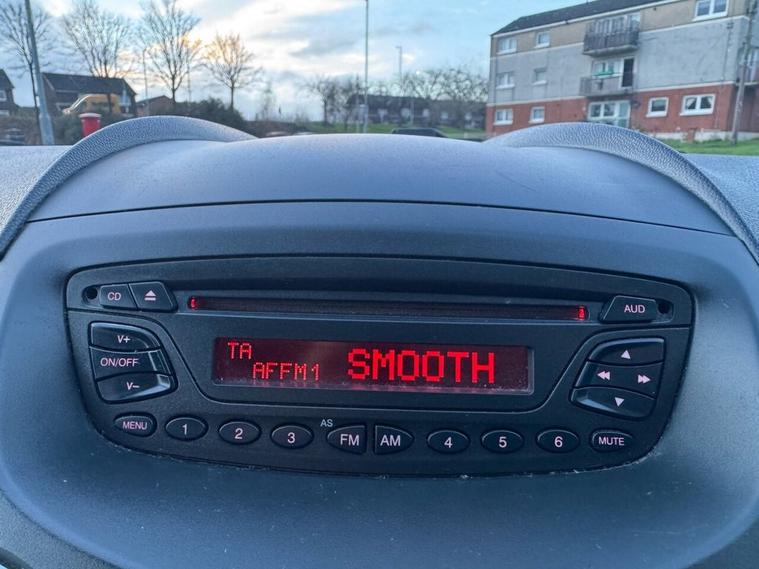 CD
AUD
V+
ON/OFF
V-
TA
AFFM1
SMOOTH
MENU
1
2
3
AS
FM
AM
4
5
6
MUTE